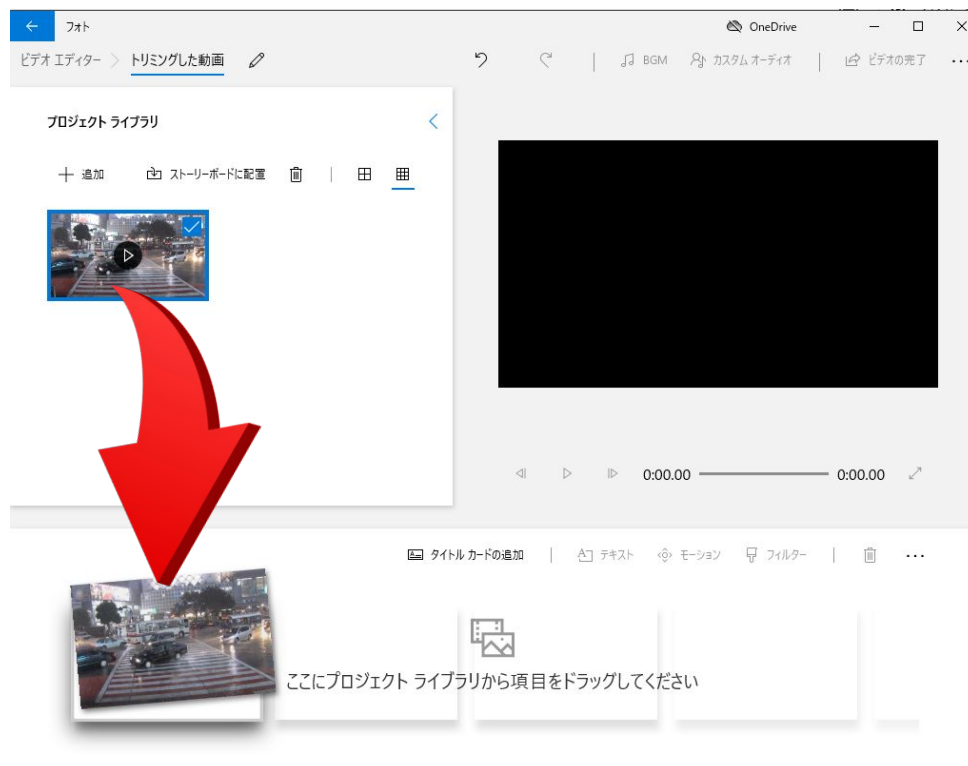 フォト
OneDrive
ビデオ エディター
トリミングした動画
BGM
カスタム オーディオ
ビデオの完了
プロジェクト ライブラリ
追加
ストーリーボードに配置
0:00.00
0:00.00
タイトル カードの追加
テキスト
モーション
フィルター
ここにプロジェクト ライブラリから項目をドラッグしてください